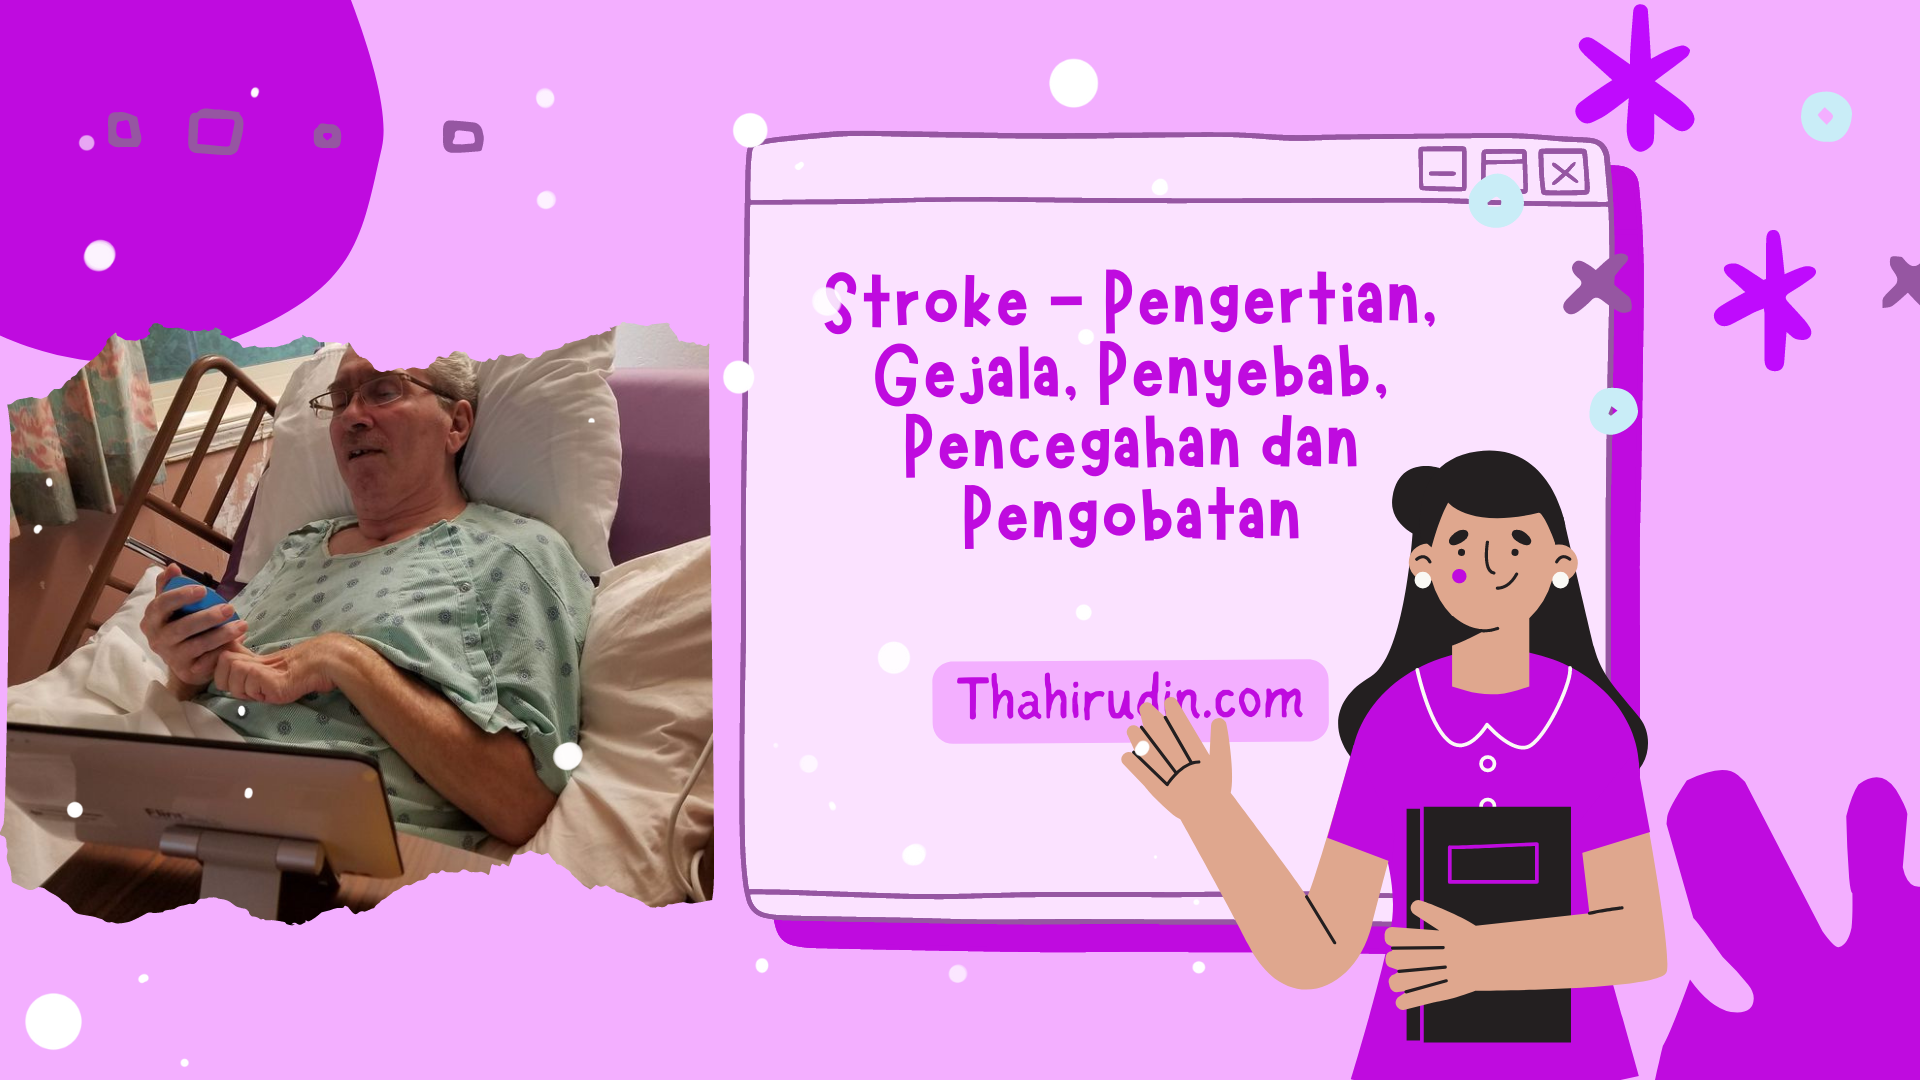 Stroke – Pengertian,
Gejala, Penyebab,
Pencegahan dan
Pengobatan
Thahirudin.com